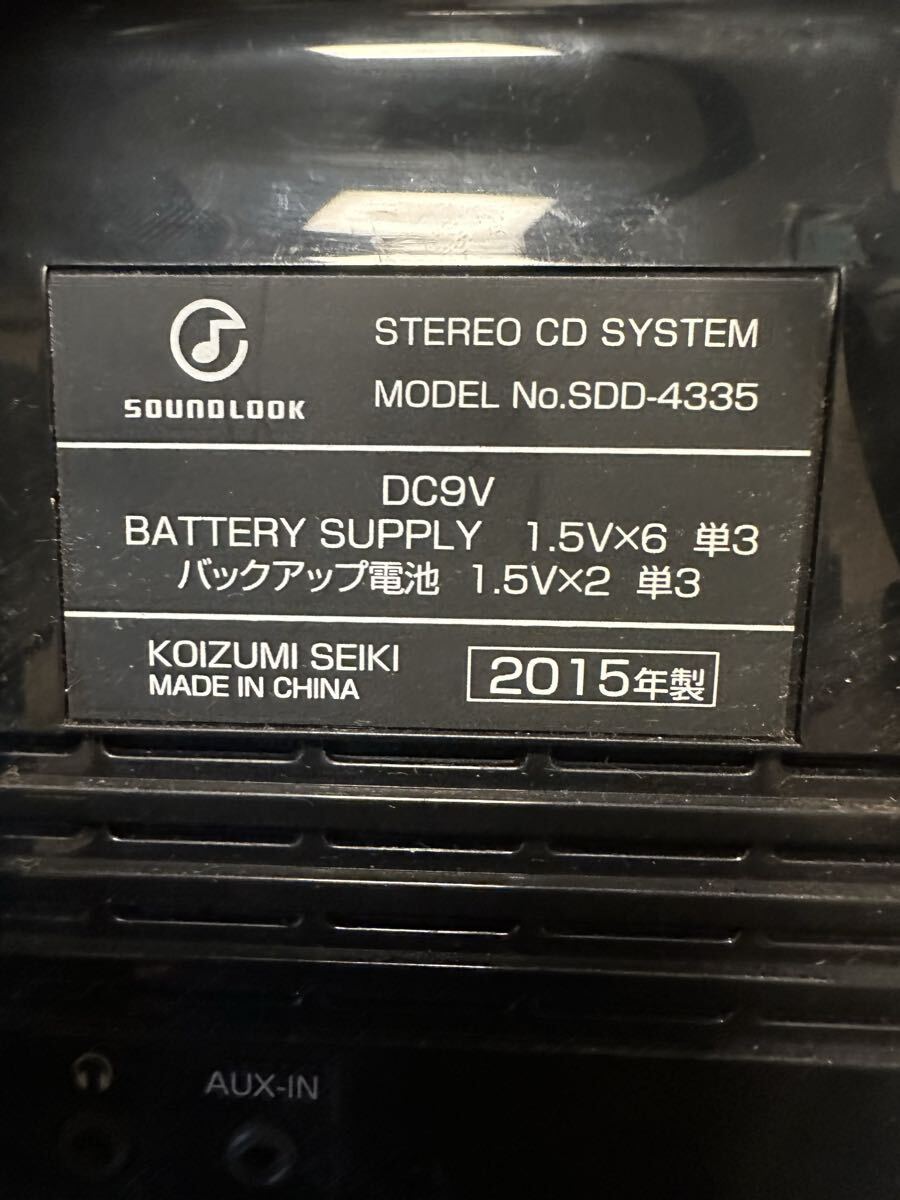 SOUNDLOOK
STEREO CD SYSTEM
MODEL No.SDD-4335
DC9V
BATTERY SUPPLY 1.5V×6 単3
バックアップ電池 1.5V×2 単3
KOIZUMI SEIKI
MADE IN CHINA
2015年製
AUX-IN